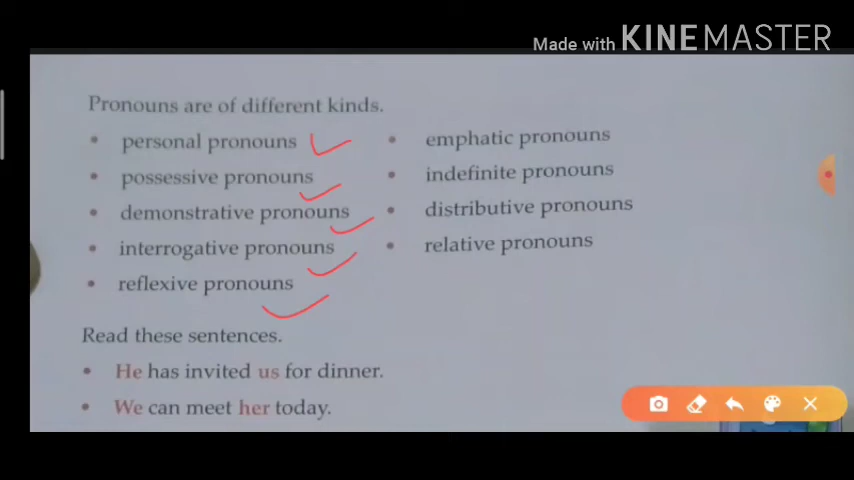 Made with KINEMASTER
Pronouns are of different kinds.
• personal pronouns
• possessive pronouns
• demonstrative pronouns
• interrogative pronouns
• reflexive pronouns
• emphatic pronouns
• indefinite pronouns
• distributive pronouns
• relative pronouns
Read these sentences.
• He has invited us for dinner.
• We can meet her today.